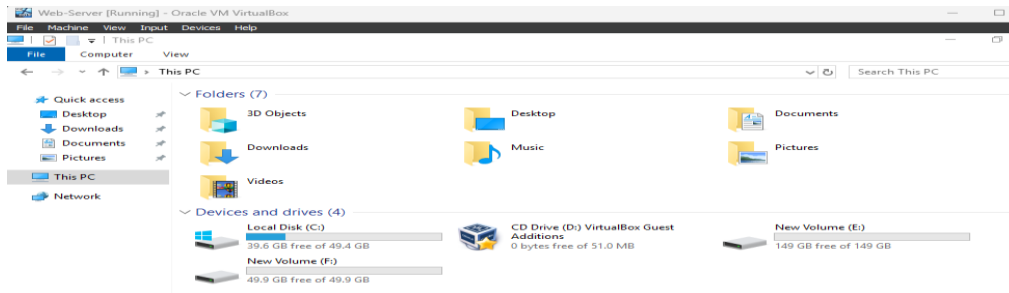 Web-Server [Running] - Oracle VM VirtualBox
File Machine View Input Devices Help
This PC
File Computer View
This PC
Search This PC
Quick access
Desktop
Downloads
Documents
Pictures
This PC
Network
Folders (7)
3D Objects
Desktop
Documents
Downloads
Music
Pictures
Videos
Devices and drives (4)
Local Disk (C:)
39.6 GB free of 49.4 GB
CD Drive (D:) VirtualBox Guest
Additions
0 bytes free of 51.0 MB
New Volume (E:)
149 GB free of 149 GB
New Volume (F:)
49.9 GB free of 49.9 GB